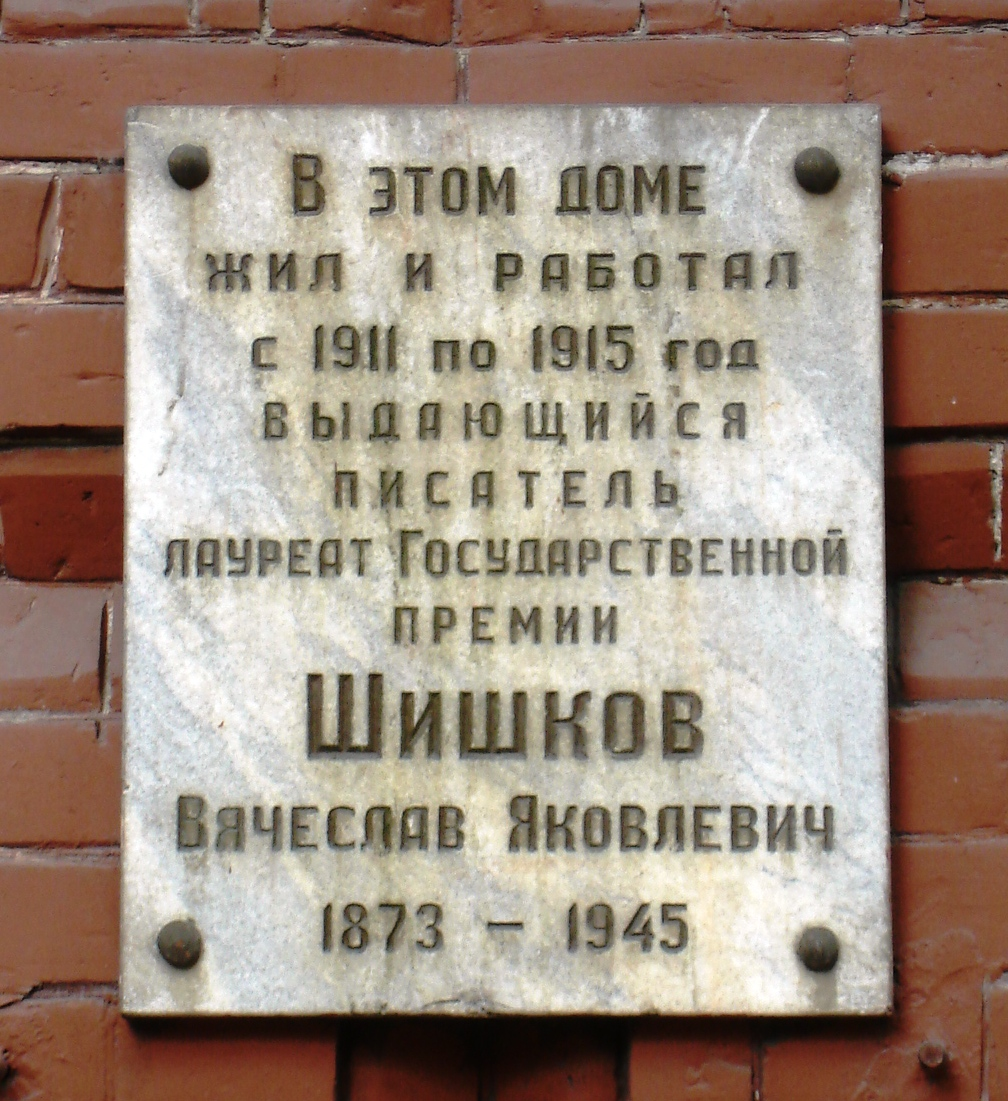 В ЭТОМ ДОМЕ
ЖИЛ И РАБОТАЛ
С 1911 ПО 1915 ГОД
ВЫДАЮЩИЙСЯ
ПИСАТЕЛЬ
ЛАУРЕАТ ГОСУДАРСТВЕННОЙ
ПРЕМИИ
ШИШКОВ
ВЯЧЕСЛАВ ЯКОВЛЕВИЧ
1873 – 1945